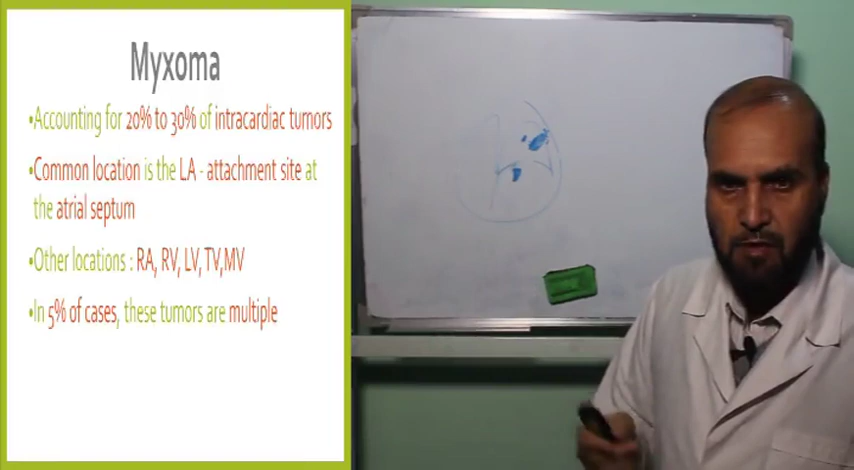 Myxoma
•Accounting for 20% to 30% of intracardiac tumors
•Common location is the LA - attachment site at
the atrial septum
•Other locations : RA, RV, LV, TV,MV
•In 5% of cases, these tumors are multiple